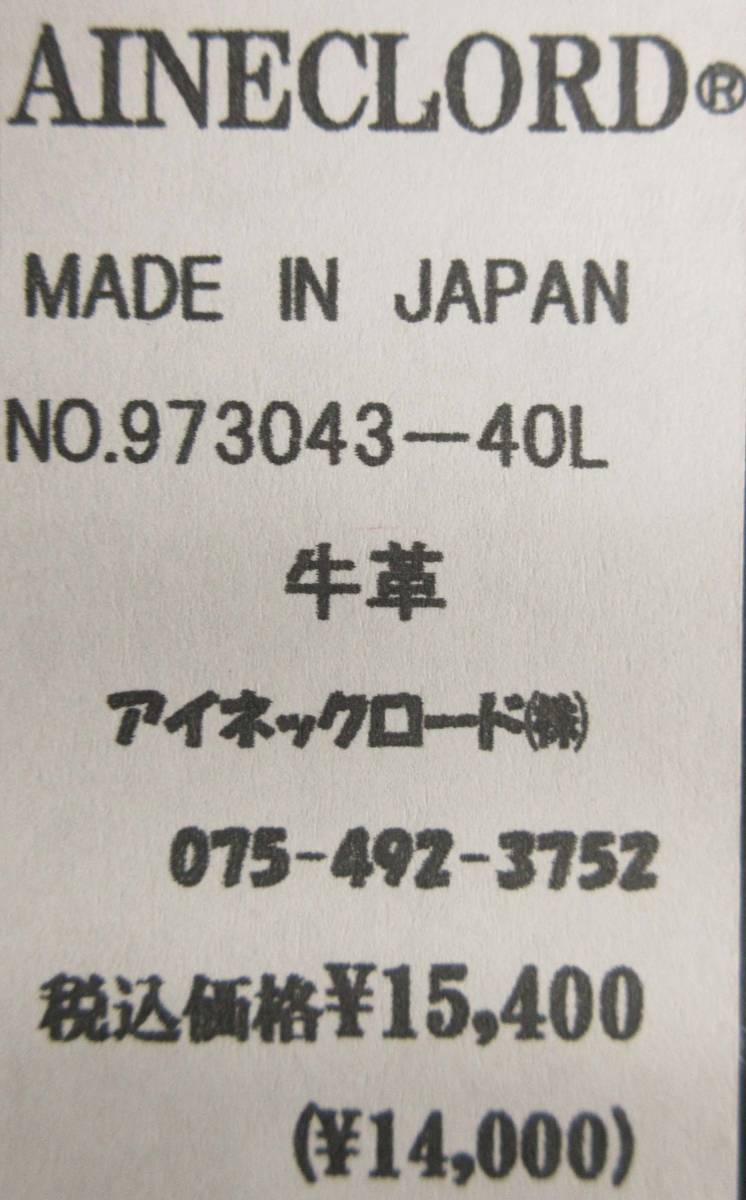 AINECLORD®
MADE IN JAPAN
NO.973043-40L
牛革
アイネックロード㈱
075-492-3752
税込価格¥15,400
(¥14,000)